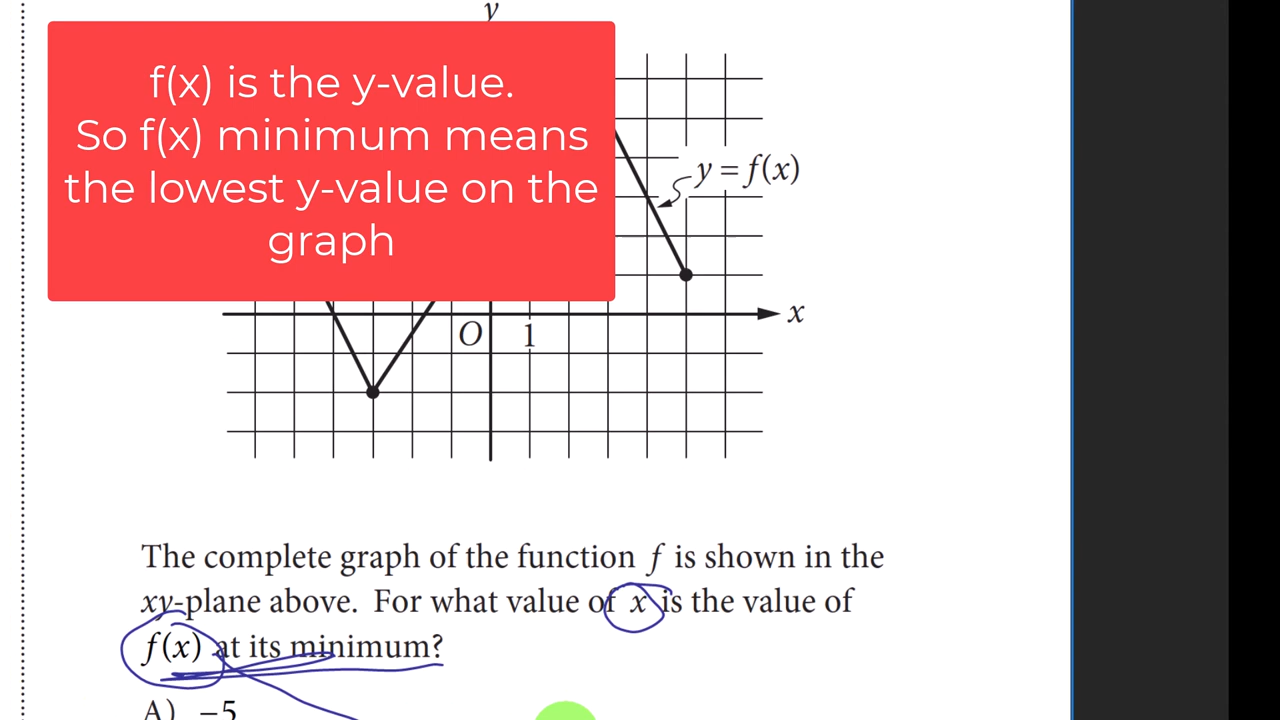 y
f(x) is the y-value.
So f(x) minimum means
the lowest y-value on the
graph
y = f(x)
x
O
1
The complete graph of the function f is shown in the
xy-plane above. For what value of x is the value of
f(x) at its minimum?
A) −5